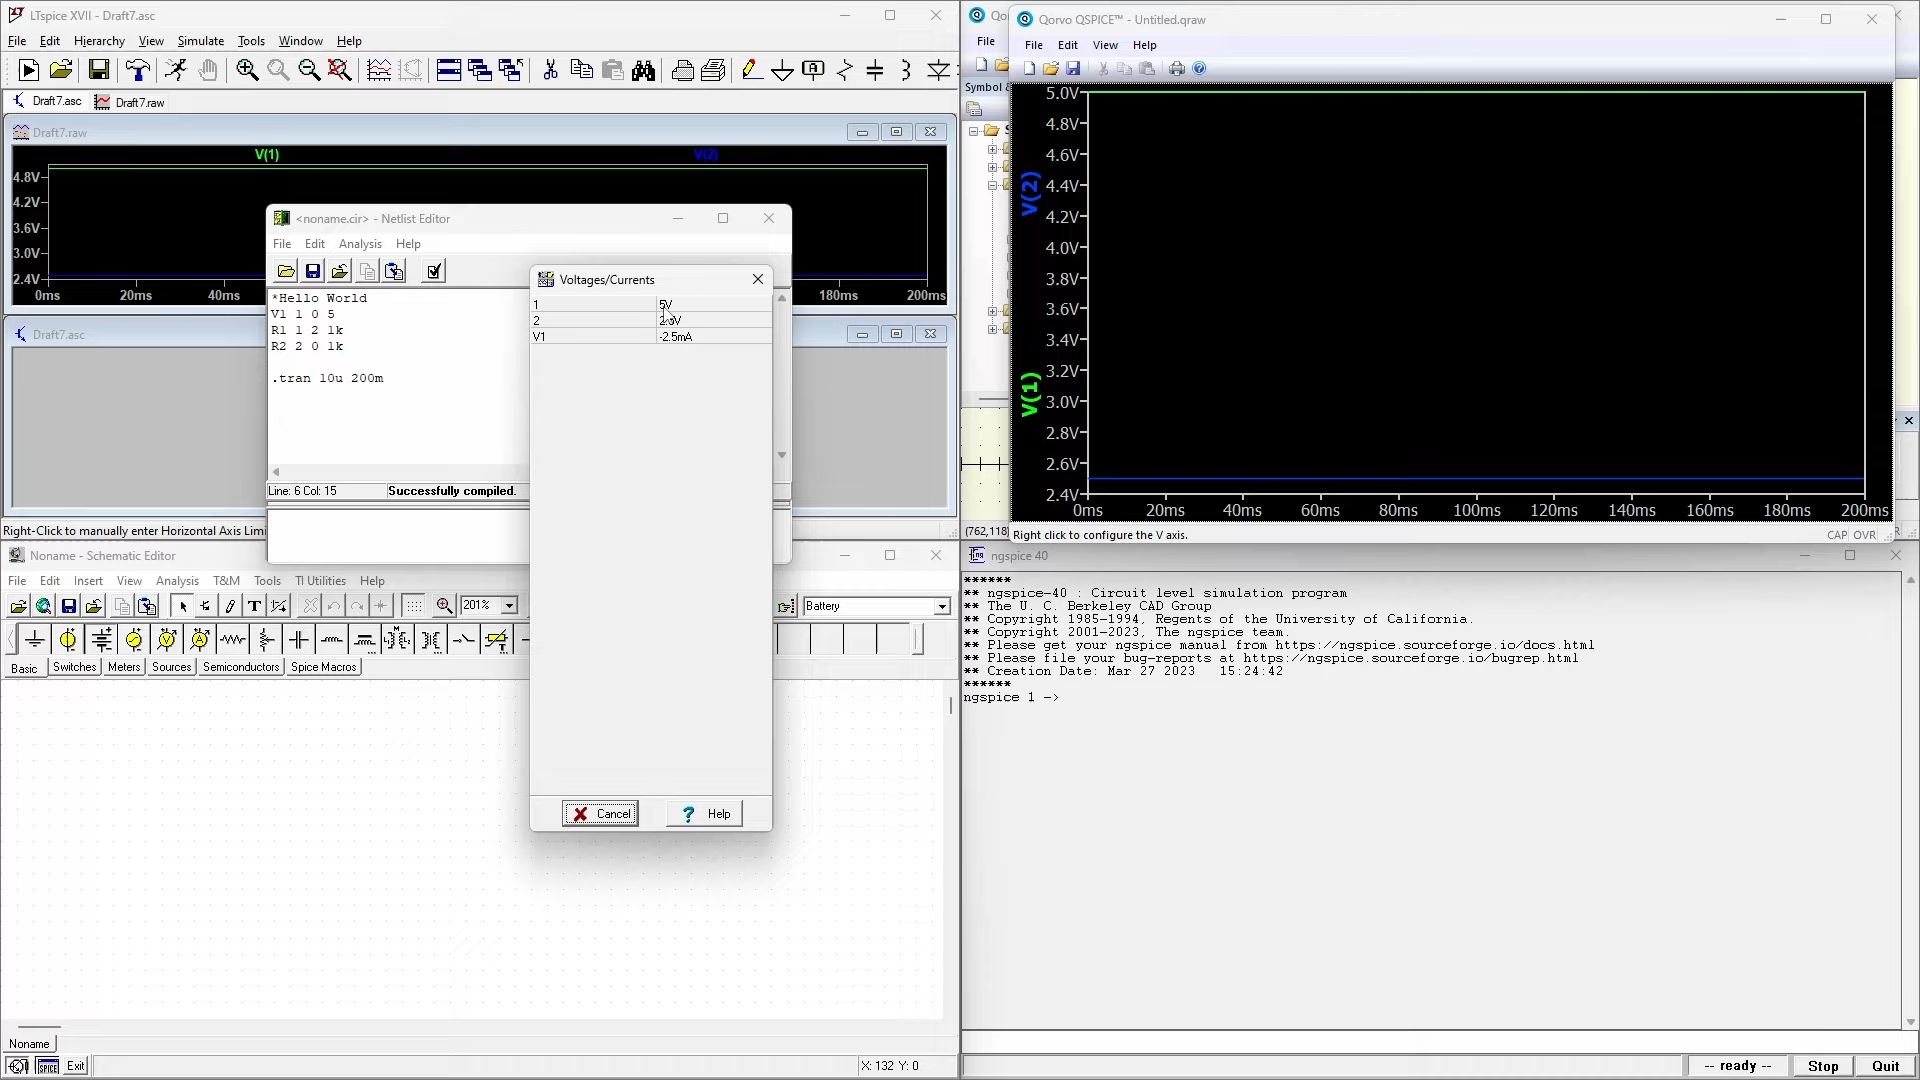 LTspice XVII - Draft7.asc
File Edit Hierarchy View Simulate Tools Window Help
Draft7.asc Draft7.raw
Draft7.raw
V(1) V(2)
4.8V
4.2V
3.6V
3.0V
2.4V
0ms 20ms 40ms 180ms 200ms
Draft7.asc
Right-Click to manually enter Horizontal Axis Limi
<noname.cir> - Netlist Editor
File Edit Analysis Help
*Hello World
V1 1 0 5
R1 1 2 1k
R2 2 0 1k
.tran 10u 200m
Line: 6 Col: 15 Successfully compiled.
Voltages/Currents
1 5V
2
V1 -2.5mA
Cancel Help
File
Symbol
(762,118)
Qorvo QSPICE™ - Untitled.qraw
File Edit View Help
5.0V
4.8V
4.6V
4.4V
4.2V
4.0V
3.8V
3.6V
3.4V
3.2V
3.0V
2.8V
2.6V
2.4V
V(2)
V(1)
0ms 20ms 40ms 60ms 80ms 100ms 120ms 140ms 160ms 180ms 200ms
Right click to configure the V axis. CAP OVR
Noname - Schematic Editor
File Edit Insert View Analysis T&M Tools TI Utilities Help
201% Battery
Basic Switches Meters Sources Semiconductors Spice Macros
Noname
SPICE Exit X: 132 Y: 0
ngspice 40
******
** ngspice-40 : Circuit level simulation program
** The U. C. Berkeley CAD Group
** Copyright 1985-1994, Regents of the University of California.
** Copyright 2001-2023, The ngspice team.
** Please get your ngspice manual from https://ngspice.sourceforge.io/docs.html
** Please file your bug-reports at https://ngspice.sourceforge.io/bugrep.html
** Creation Date: Mar 27 2023 15:24:42
******
ngspice 1 ->
-- ready -- Stop Quit